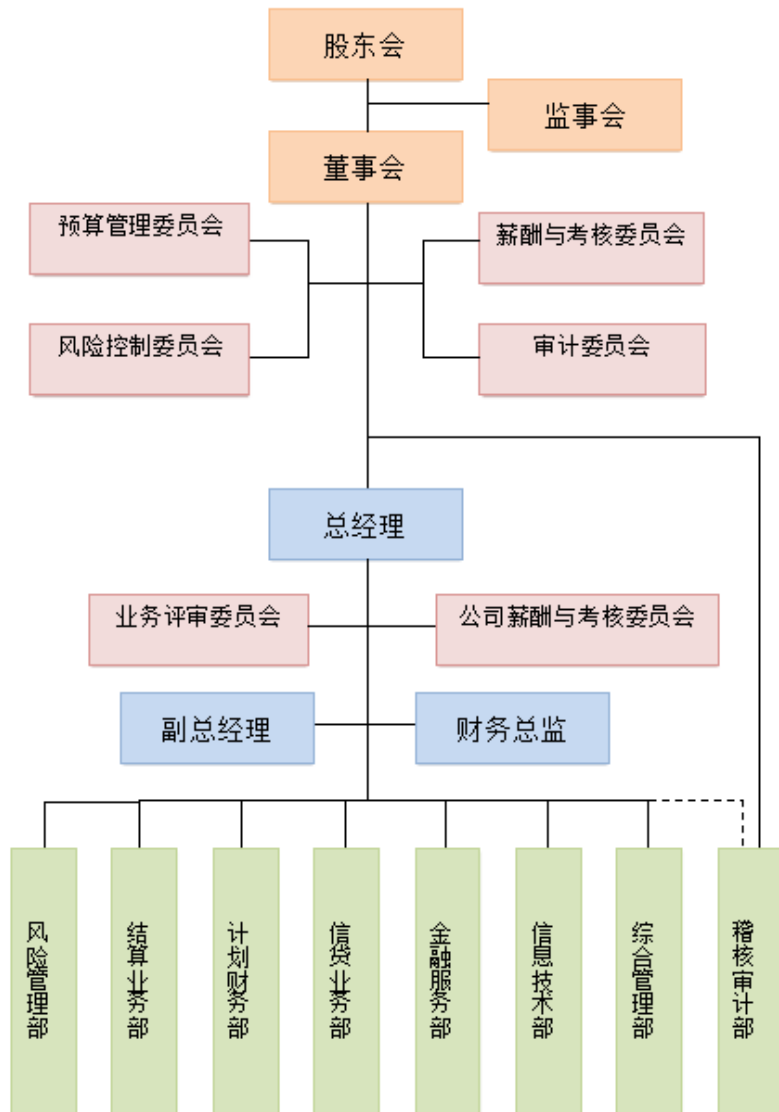 股东会
监事会
董事会
预算管理委员会
薪酬与考核委员会
风险控制委员会
审计委员会
总经理
业务评审委员会
公司薪酬与考核委员会
副总经理
财务总监
风险管理部
结算业务部
计划财务部
信贷业务部
金融服务部
信息技术部
综合管理部
稽核审计部